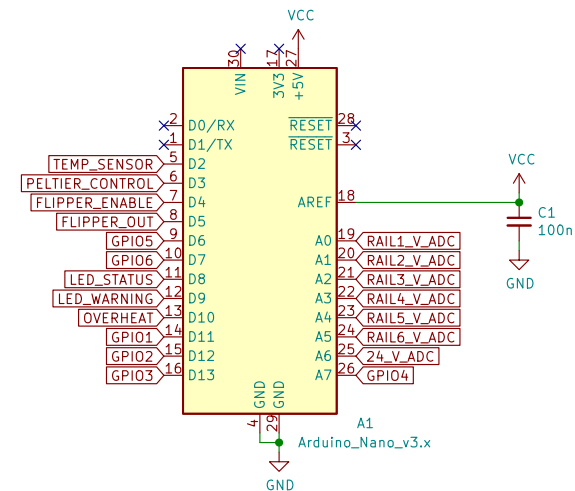 VCC
30
17
27
VIN
3V3
+5V
2 D0/RX RESET 28
1 D1/TX RESET 3
TEMP_SENSOR 5 D2
PELTIER_CONTROL 6 D3
FLIPPER_ENABLE 7 D4 AREF 18
FLIPPER_OUT 8 D5
GPIO5 9 D6 A0 19 RAIL1_V_ADC
GPIO6 10 D7 A1 20 RAIL2_V_ADC
LED_STATUS 11 D8 A2 21 RAIL3_V_ADC
LED_WARNING 12 D9 A3 22 RAIL4_V_ADC
OVERHEAT 13 D10 A4 23 RAIL5_V_ADC
GPIO1 14 D11 A5 24 RAIL6_V_ADC
GPIO2 15 D12 A6 25 24_V_ADC
GPIO3 16 D13 A7 26 GPIO4
GND
GND
4
29
A1
Arduino_Nano_v3.x
GND
VCC
C1
100n
GND